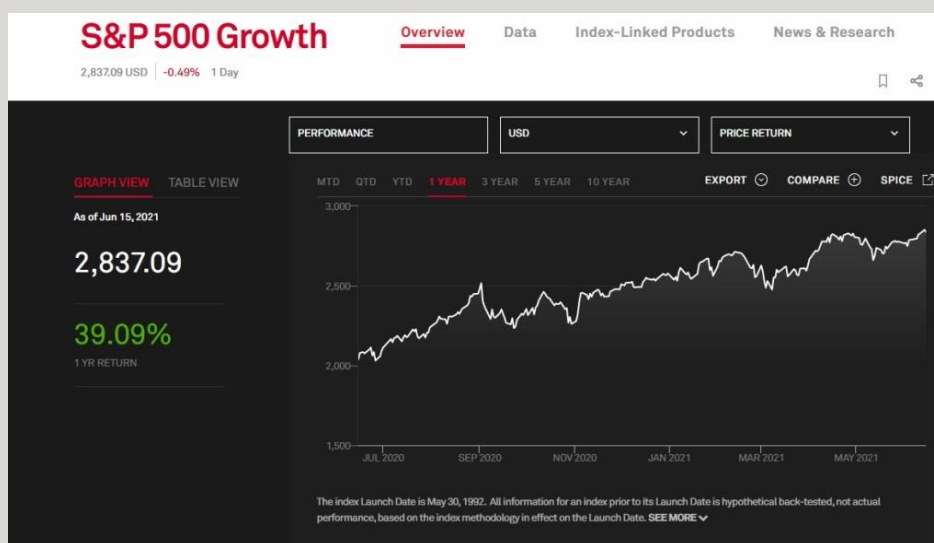 S&P 500 Growth
Overview Data Index-Linked Products News & Research
2,837.09 USD -0.49% 1 Day
PERFORMANCE USD PRICE RETURN
GRAPH VIEW TABLE VIEW
MTD QTD YTD 1 YEAR 3 YEAR 5 YEAR 10 YEAR EXPORT COMPARE SPICE
As of Jun 15, 2021
2,837.09
39.09%
1 YR RETURN
3,000
2,500
2,000
1,500
JUL 2020 SEP 2020 NOV 2020 JAN 2021 MAR 2021 MAY 2021
The index Launch Date is May 30, 1992. All information for an index prior to its Launch Date is hypothetical back-tested, not actual
performance, based on the index methodology in effect on the Launch Date. SEE MORE